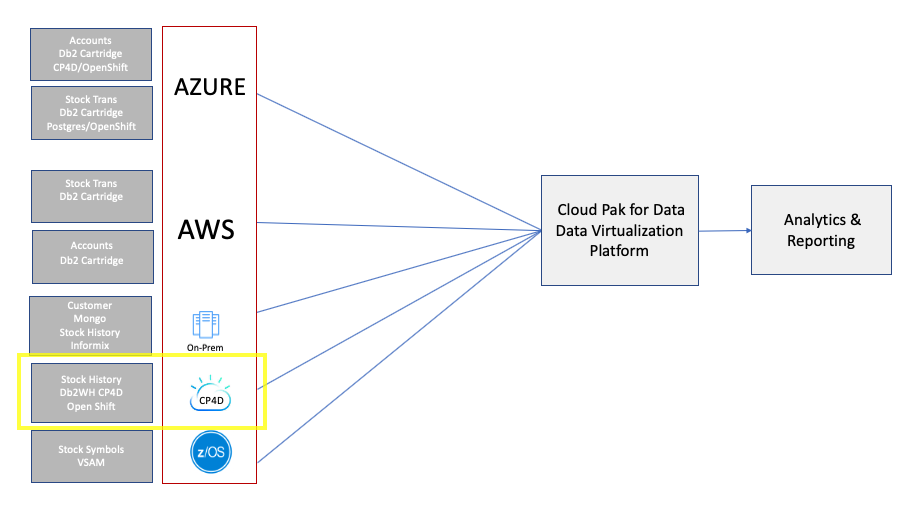 Accounts
Db2 Cartridge
CP4D/OpenShift
Stock Trans
Db2 Cartridge
Postgres/OpenShift
Stock Trans
Db2 Cartridge
Accounts
Db2 Cartridge
Customer
Mongo
Stock History
Informix
Stock History
Db2WH CP4D
Open Shift
Stock Symbols
VSAM
AZURE
AWS
On-Prem
CP4D
z/OS
Cloud Pak for Data
Data Virtualization
Platform
Analytics &
Reporting